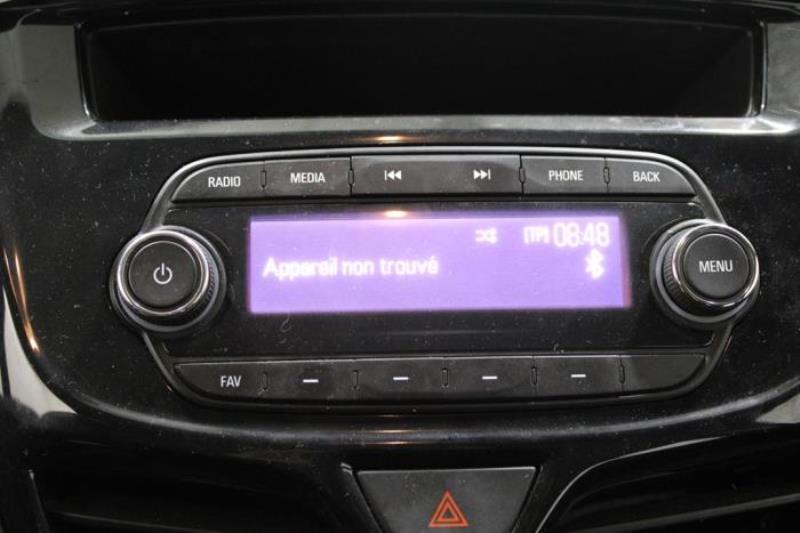 RADIO MEDIA PHONE BACK
[TP] 08:48
Appareil non trouvé
MENU
FAV